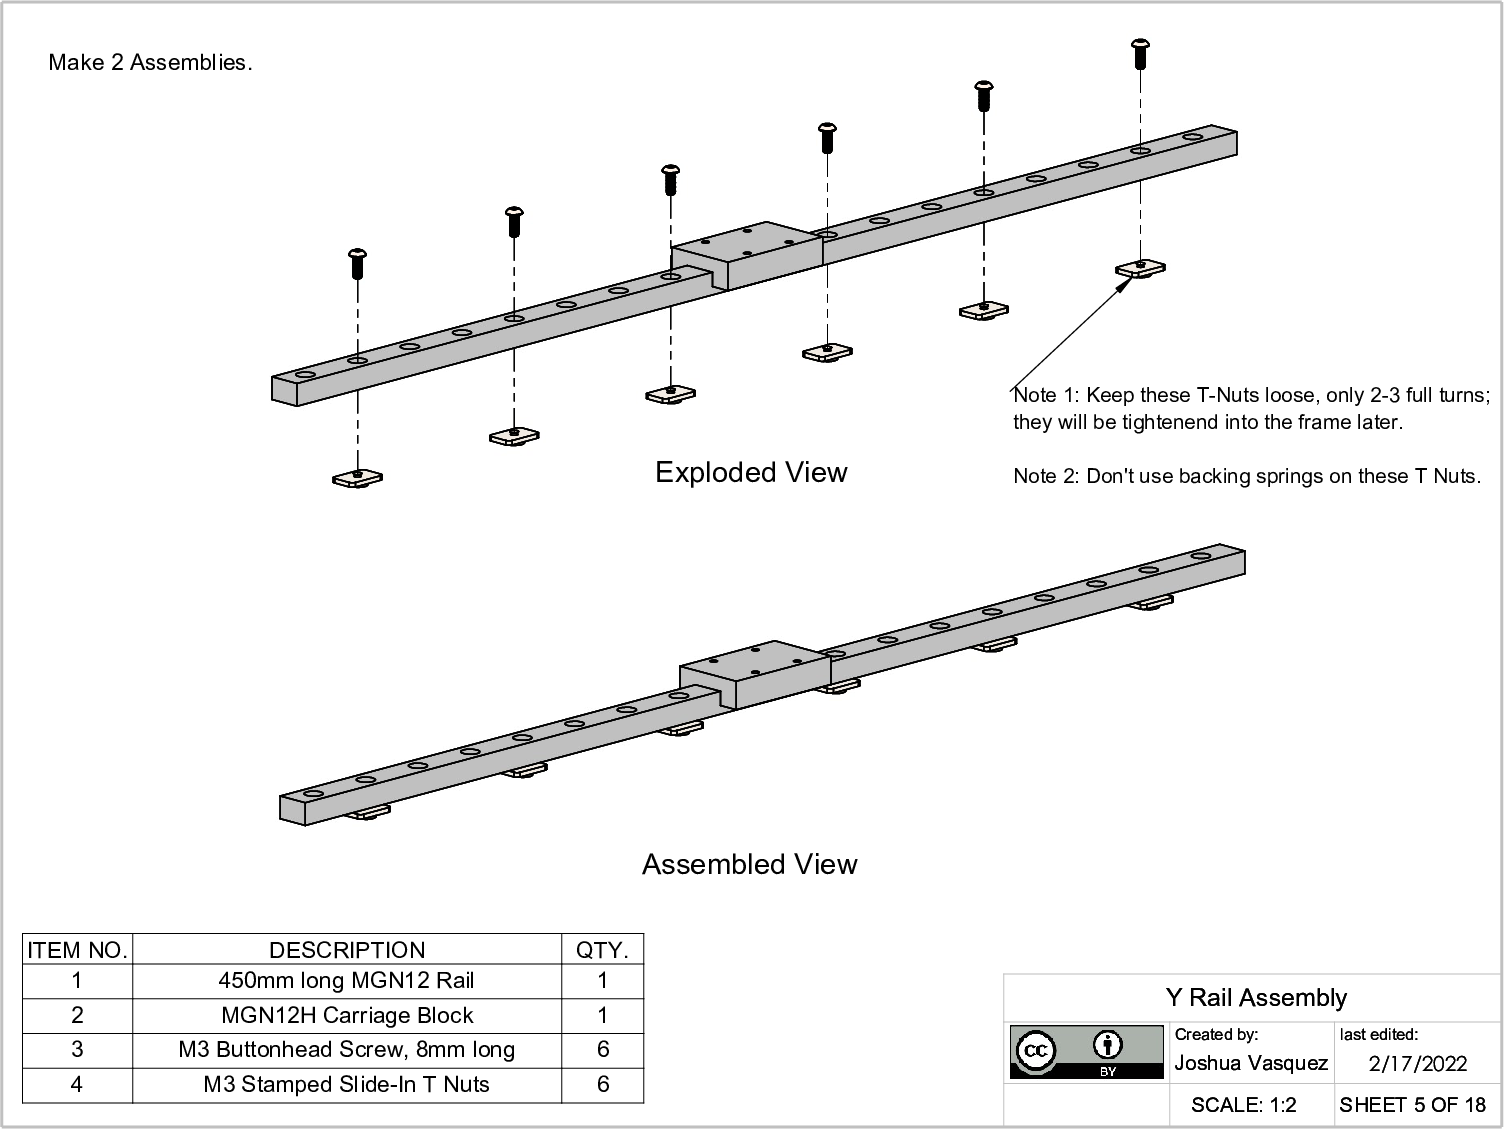 Make 2 Assemblies.
Note 1: Keep these T-Nuts loose, only 2-3 full turns;
they will be tightenend into the frame later.
Note 2: Don't use backing springs on these T Nuts.
Exploded View
Assembled View
ITEM NO. DESCRIPTION QTY.
1 450mm long MGN12 Rail 1
2 MGN12H Carriage Block 1
3 M3 Buttonhead Screw, 8mm long 6
4 M3 Stamped Slide-In T Nuts 6
Y Rail Assembly
cc BY
Created by: last edited:
Joshua Vasquez 2/17/2022
SCALE: 1:2 SHEET 5 OF 18